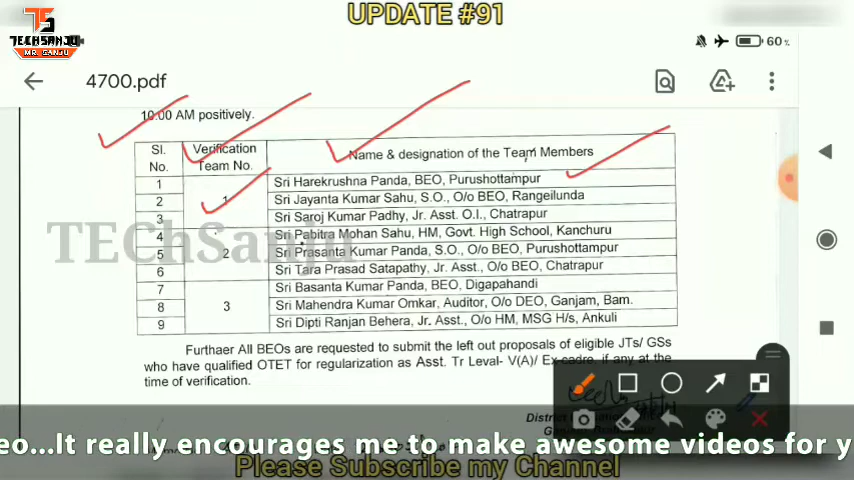 UPDATE #91
TS
TECHSANJU
MR. SANJU
60%
4700.pdf
10.00 AM positively.
Sl. No.
Verification Team No.
Name & designation of the Team Members
1
1
Sri Harekrushna Panda, BEO, Purushottampur
2
Sri Jayanta Kumar Sahu, S.O., O/o BEO, Rangeilunda
3
Sri Saroj Kumar Padhy, Jr. Asst. O.I., Chatrapur
4
2
Sri Pabitra Mohan Sahu, HM, Govt. High School, Kanchuru
5
Sri Prasanta Kumar Panda, S.O., O/o BEO, Purushottampur
6
Sri Tara Prasad Satapathy, Jr. Asst., O/o BEO, Chatrapur
7
3
Sri Basanta Kumar Panda, BEO, Digapahandi
8
Sri Mahendra Kumar Omkar, Auditor, O/o DEO, Ganjam, Bam.
9
Sri Dipti Ranjan Behera, Jr. Asst., O/o HM, MSG H/s, Ankuli
TECHSanju
Furthaer All BEOs are requested to submit the left out proposals of eligible JTs/ GSs
who have qualified OTET for regularization as Asst. Tr Leval- V(A)/ Ex-cadre, if any at the
time of verification.
District
eo...It really encourages me to make awesome videos for y
Please Subscribe my Channel